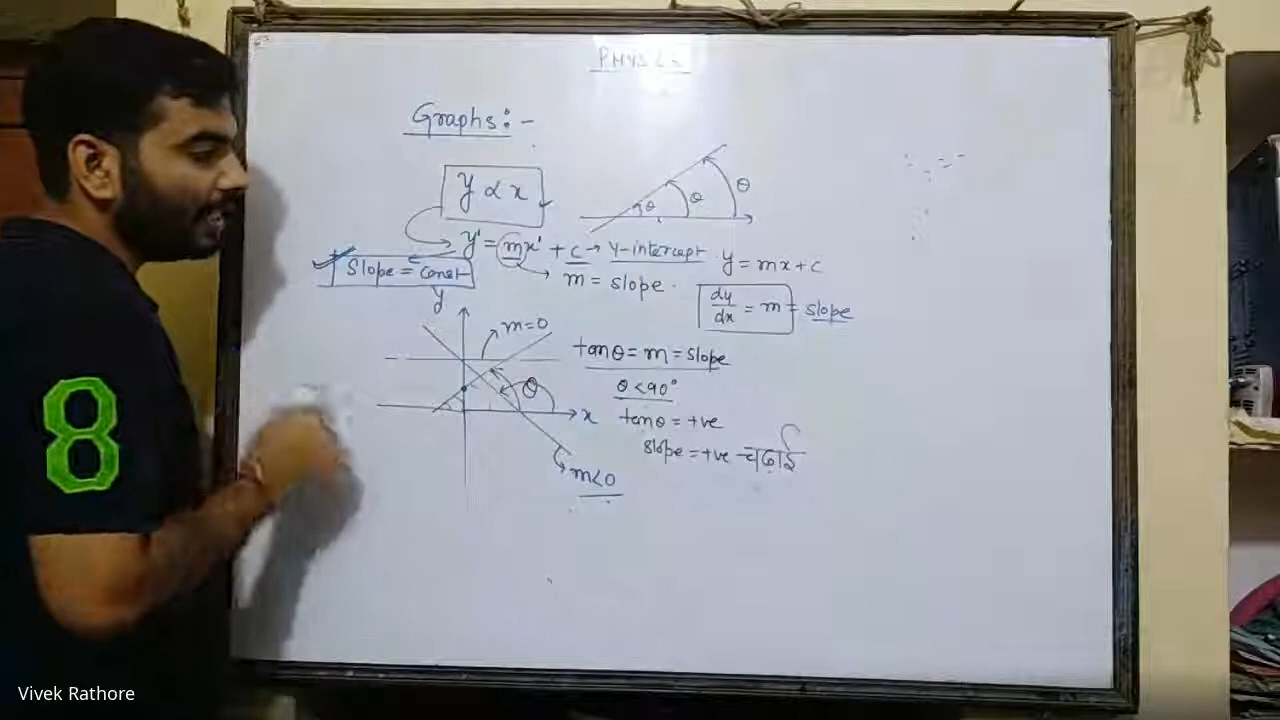 PHYSICS
Graphs:-
y ∝ x
θ θ θ
y' = mx' + c → y-intercept
y = mx + c
Slope = const
m = slope.
dy/dx = m = slope
y
m=0
tanθ = m = slope
θ < 90°
θ
x
tanθ = +ve
slope = +ve चढाई
m<0
8
Vivek Rathore